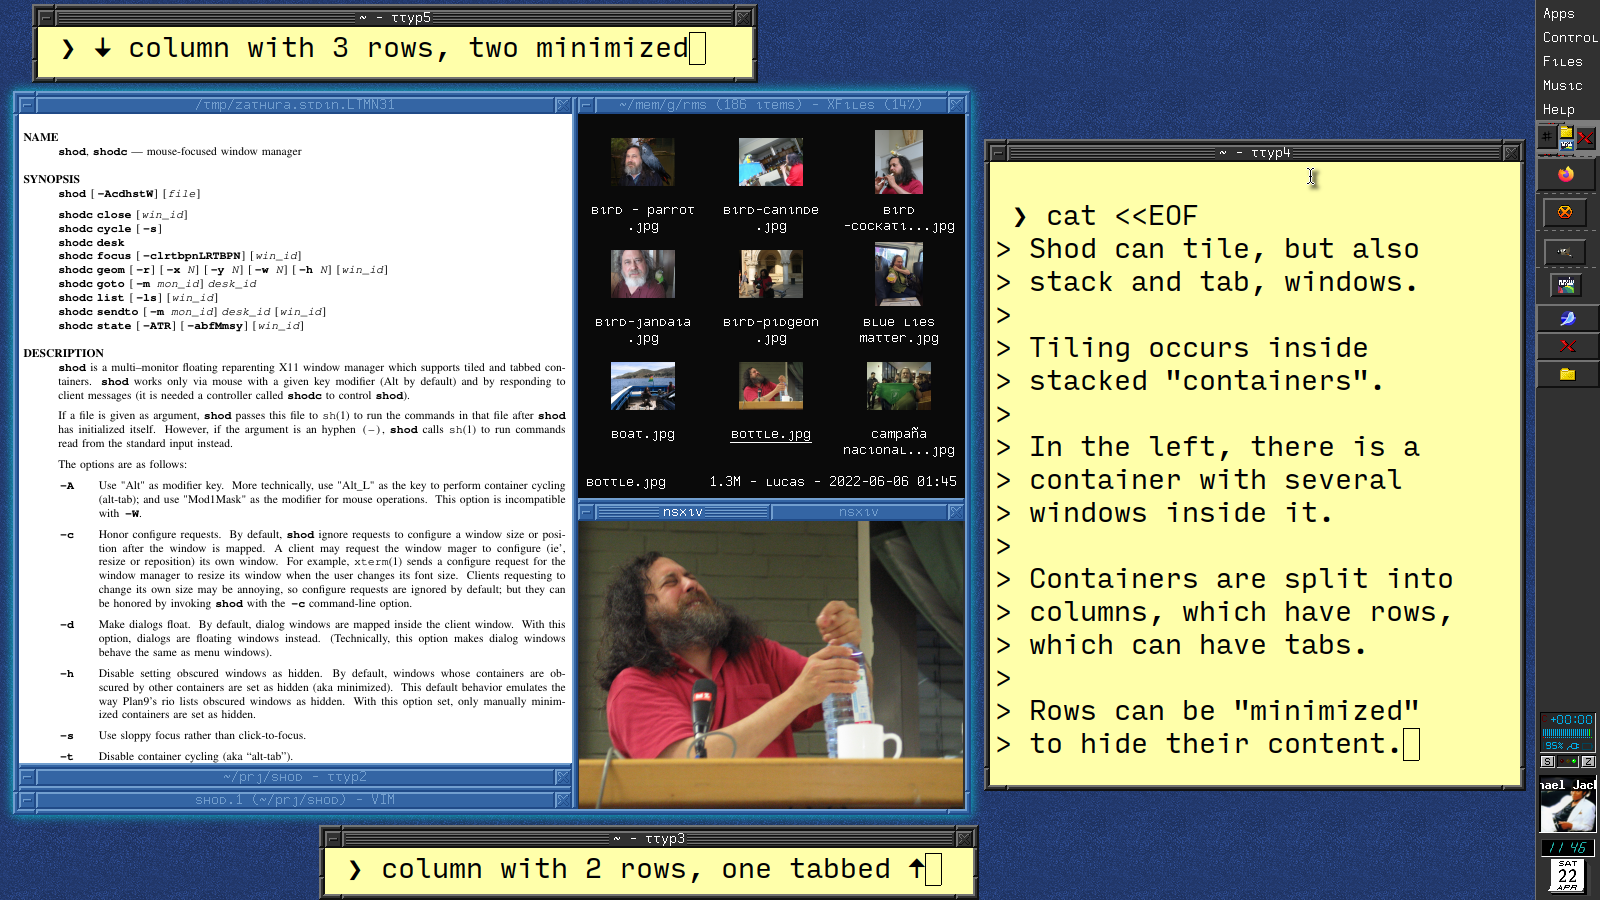 ~ - ttyp5
❯ ↓ column with 3 rows, two minimized
/tmp/zathura.stdin.LTMN31
NAME
shod, shodc — mouse-focused window manager
SYNOPSIS
shod [−AcdhstW] [file]
shodc close [win_id]
shodc cycle [−s]
shodc desk
shodc focus [−clrtbpnLRTBPN] [win_id]
shodc geom [−r] [−x N] [−y N] [−w N] [−h N] [win_id]
shodc goto [−m mon_id] desk_id
shodc list [−ls] [win_id]
shodc sendto [−m mon_id] desk_id [win_id]
shodc state [−ATR] [−abfMmsy] [win_id]
DESCRIPTION
shod is a multi–monitor floating reparenting X11 window manager which supports tiled and tabbed con-
tainers. shod works only via mouse with a given key modifier (Alt by default) and by responding to
client messages (it is needed a controller called shodc to control shod).
If a file is given as argument, shod passes this file to sh(1) to run the commands in that file after shod
has initialized itself. However, if the argument is an hyphen (−), shod calls sh(1) to run commands
read from the standard input instead.
The options are as follows:
−A Use "Alt" as modifier key. More technically, use "Alt_L" as the key to perform container cycling
(alt-tab); and use "Mod1Mask" as the modifier for mouse operations. This option is incompatible
with −W.
−c Honor configure requests. By default, shod ignore requests to configure a window size or posi-
tion after the window is mapped. A client may request the window mager to configure (ie’,
resize or reposition) its own window. For example, xterm(1) sends a configure request for the
window manager to resize its window when the user changes its font size. Clients requesting to
change its own size may be annoying, so configure requests are ignored by default; but they can
be honored by invoking shod with the −c command-line option.
−d Make dialogs float. By default, dialog windows are mapped inside the client window. With this
option, dialogs are floating windows instead. (Technically, this option makes dialog windows
behave the same as menu windows).
−h Disable setting obscured windows as hidden. By default, windows whose containers are ob-
scured by other containers are set as hidden (aka minimized). This default behavior emulates the
way Plan9’s rio lists obscured windows as hidden. With this option set, only manually minim-
ized containers are set as hidden.
−s Use sloppy focus rather than click-to-focus.
−t Disable container cycling (aka “alt-tab”).
~/prj/shod - ttyp2
shod.1 (~/prj/shod) - VIM
~/mem/g/rms (186 items) - XFiles (14%)
bird - parrot
.jpg
bird-caninde
.jpg
bird
-cockati...jpg
bird-jandaia
.jpg
bird-pidgeon
.jpg
blue lies
matter.jpg
boat.jpg
bottle.jpg
campaña
nacional...jpg
bottle.jpg 1.3M - lucas - 2022-06-06 01:45
nsxiv nsxiv
~ - ttyp3
❯ column with 2 rows, one tabbed ↑
~ - ttyp4
❯ cat <<EOF
> Shod can tile, but also
> stack and tab, windows.
>
> Tiling occurs inside
> stacked "containers".
>
> In the left, there is a
> container with several
> windows inside it.
>
> Containers are split into
> columns, which have rows,
> which can have tabs.
>
> Rows can be "minimized"
> to hide their content.
Apps
Control
Files
Music
Help
#
+00:00
95%
S Z
hael Jack
11 46
SAT
22
APR